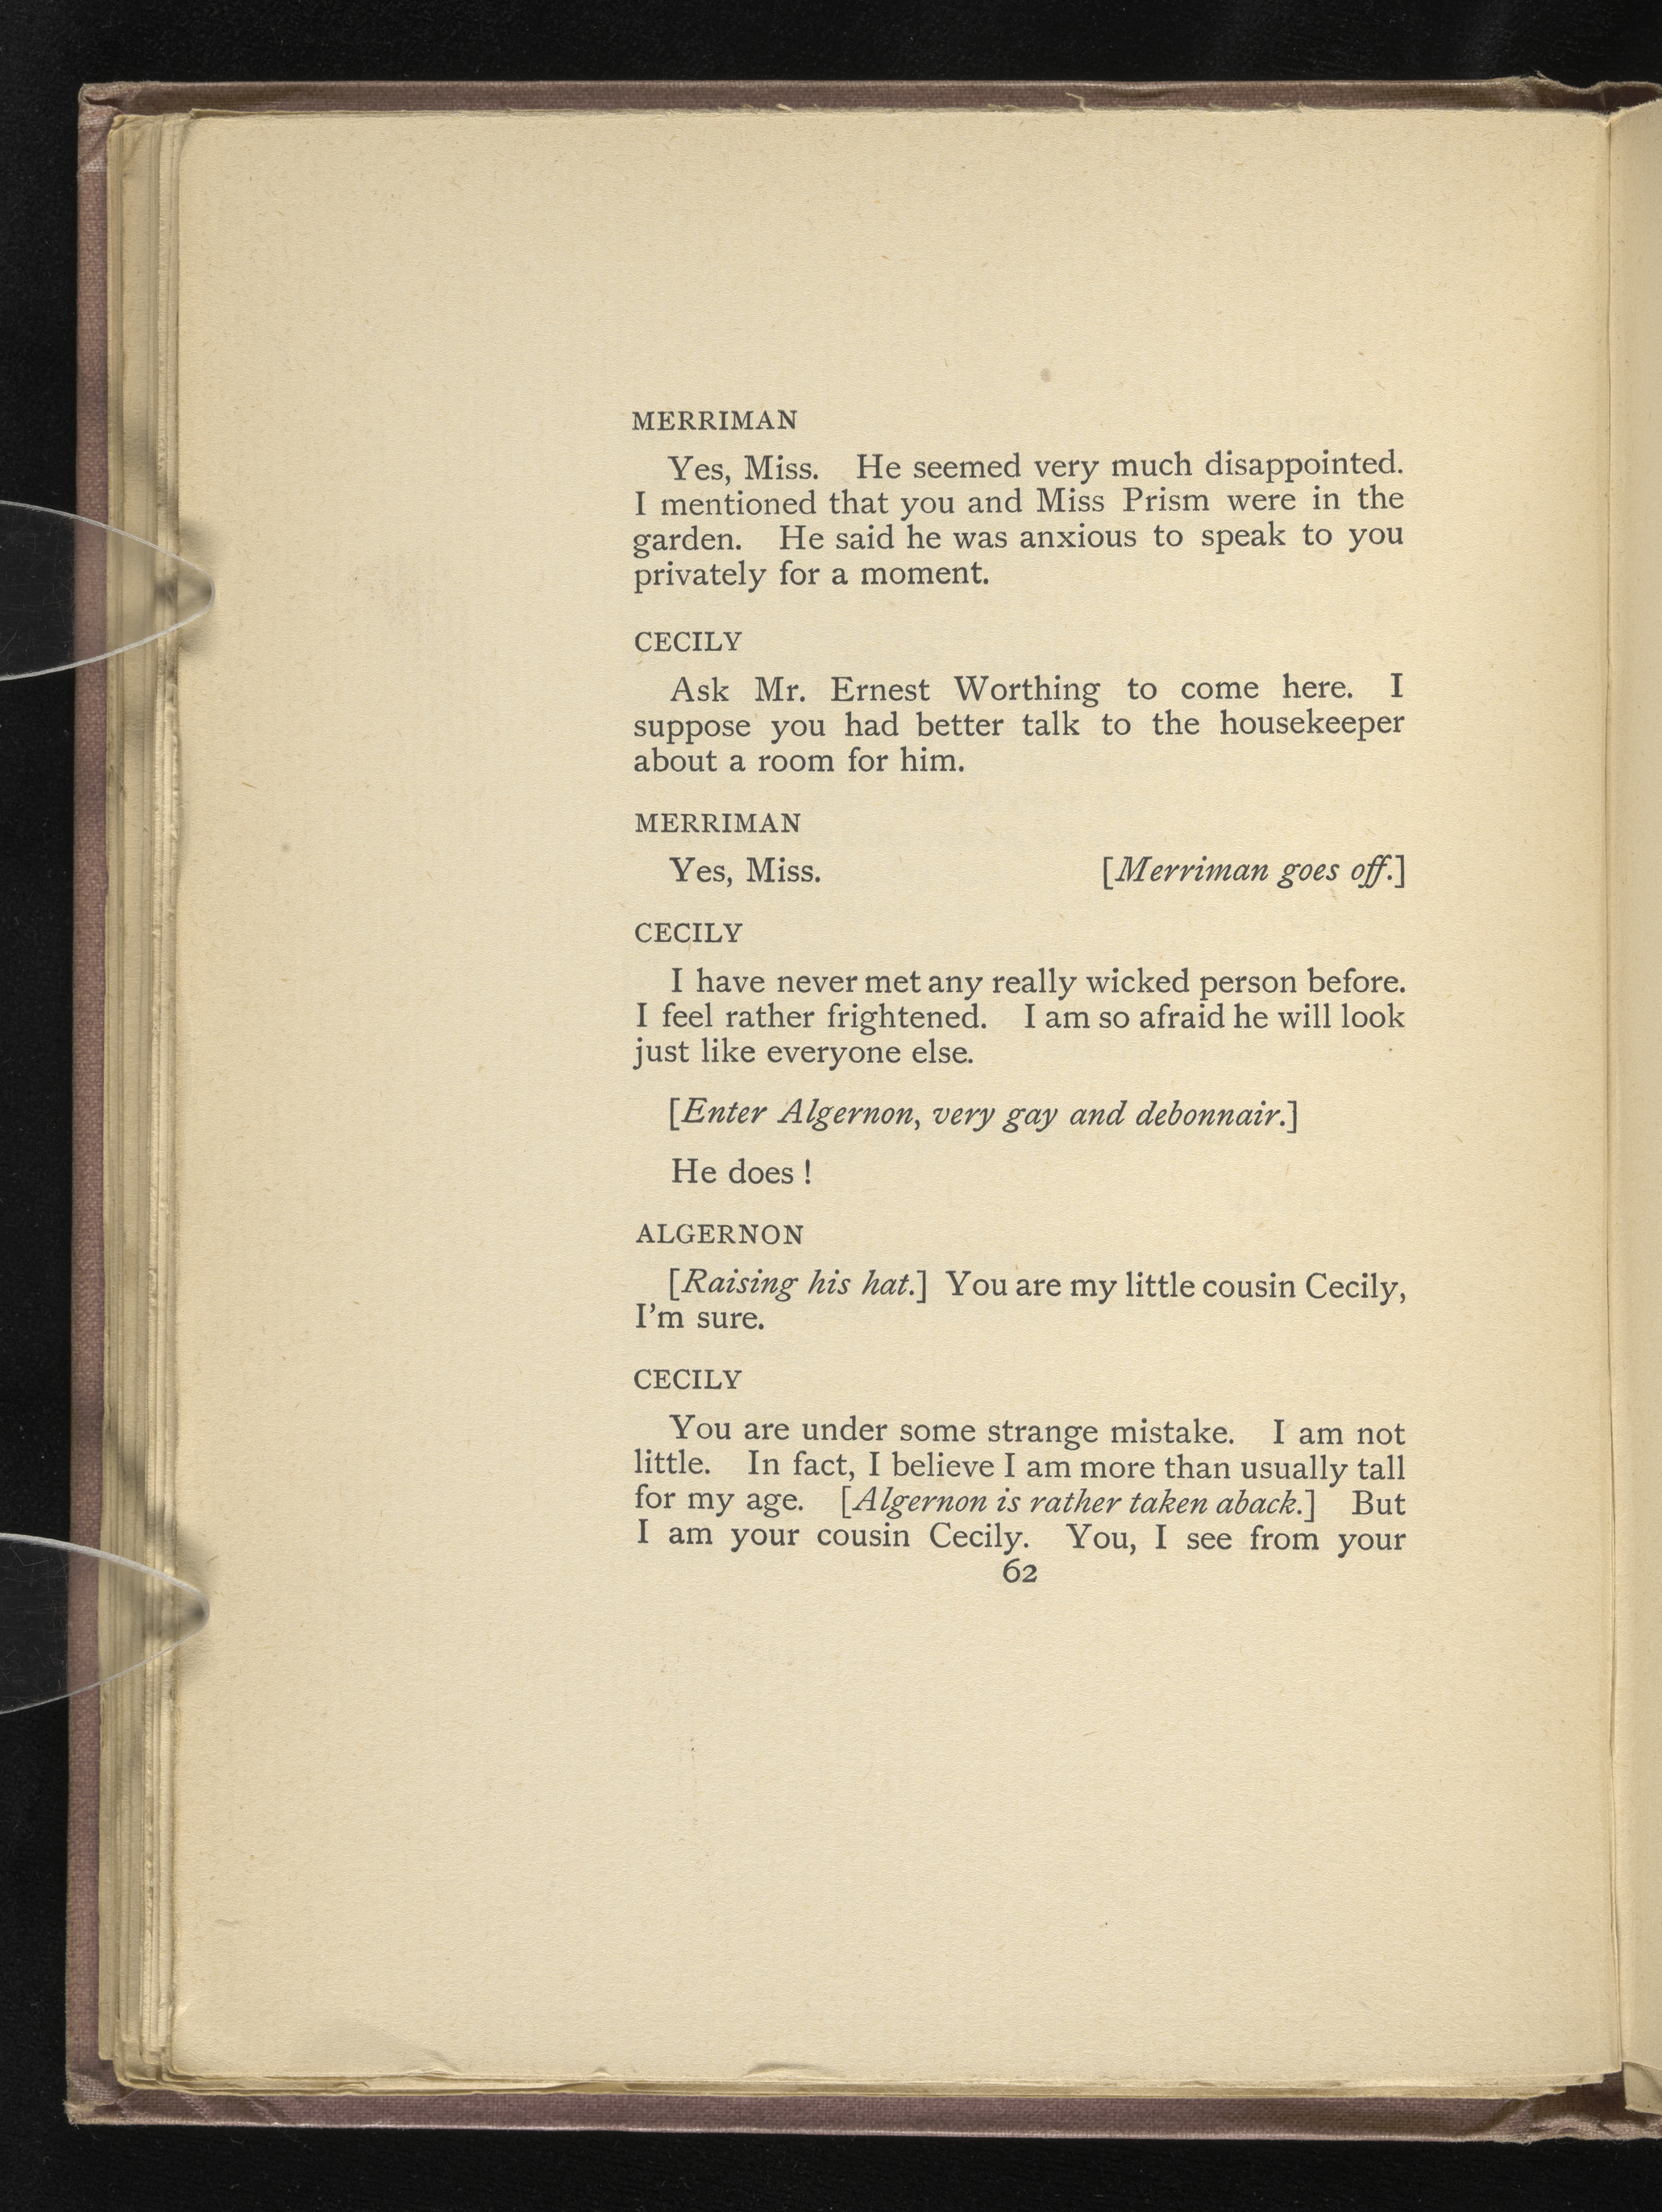 MERRIMAN
Yes, Miss. He seemed very much disappointed.
I mentioned that you and Miss Prism were in the
garden. He said he was anxious to speak to you
privately for a moment.
CECILY
Ask Mr. Ernest Worthing to come here. I
suppose you had better talk to the housekeeper
about a room for him.
MERRIMAN
Yes, Miss. [Merriman goes off.]
CECILY
I have never met any really wicked person before.
I feel rather frightened. I am so afraid he will look
just like everyone else.
[Enter Algernon, very gay and debonnair.]
He does !
ALGERNON
[Raising his hat.] You are my little cousin Cecily,
I'm sure.
CECILY
You are under some strange mistake. I am not
little. In fact, I believe I am more than usually tall
for my age. [Algernon is rather taken aback.] But
I am your cousin Cecily. You, I see from your
62